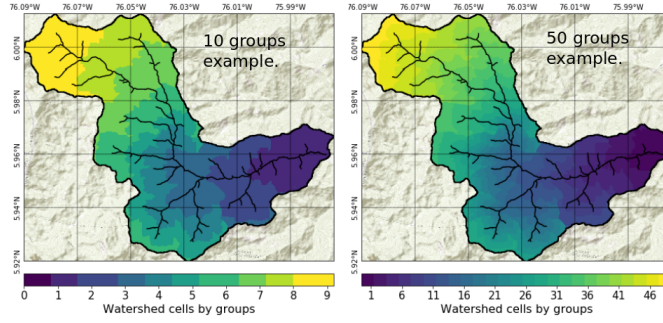 76.09°W 76.07°W 76.05°W 76.03°W 76.01°W 75.99°W
76.09°W 76.07°W 76.05°W 76.03°W 76.01°W 75.99°W
6.00°N
5.98°N
5.96°N
5.94°N
5.92°N
10 groups
example.
6.00°N
5.98°N
5.96°N
5.94°N
5.92°N
50 groups
example.
0 1 2 3 4 5 6 7 8 9
Watershed cells by groups
1 6 11 16 21 26 31 36 41 46
Watershed cells by groups